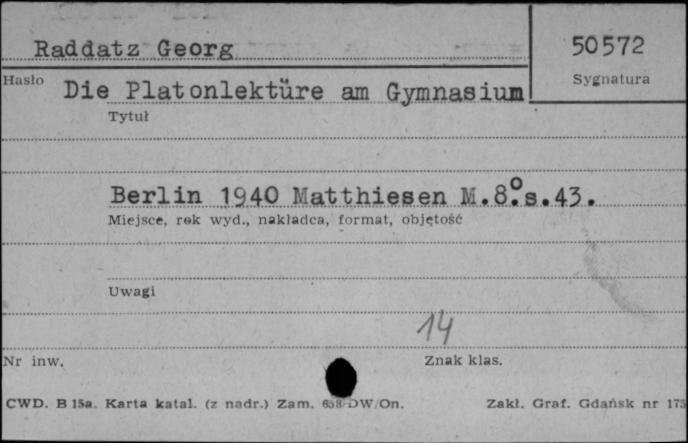 Raddatz Georg
50572
Hasło
Sygnatura
Die Platonlektüre am Gymnasium
Tytuł
Berlin 1940 Matthiesen M.8.°s.43.
Miejsce, rok wyd., nakładca, format, objętość
Uwagi
14
Nr inw.
Znak klas.
CWD. B 15a. Karta katal. (z nadr.) Zam. DW/On.
Zakł. Graf. Gdańsk nr 175